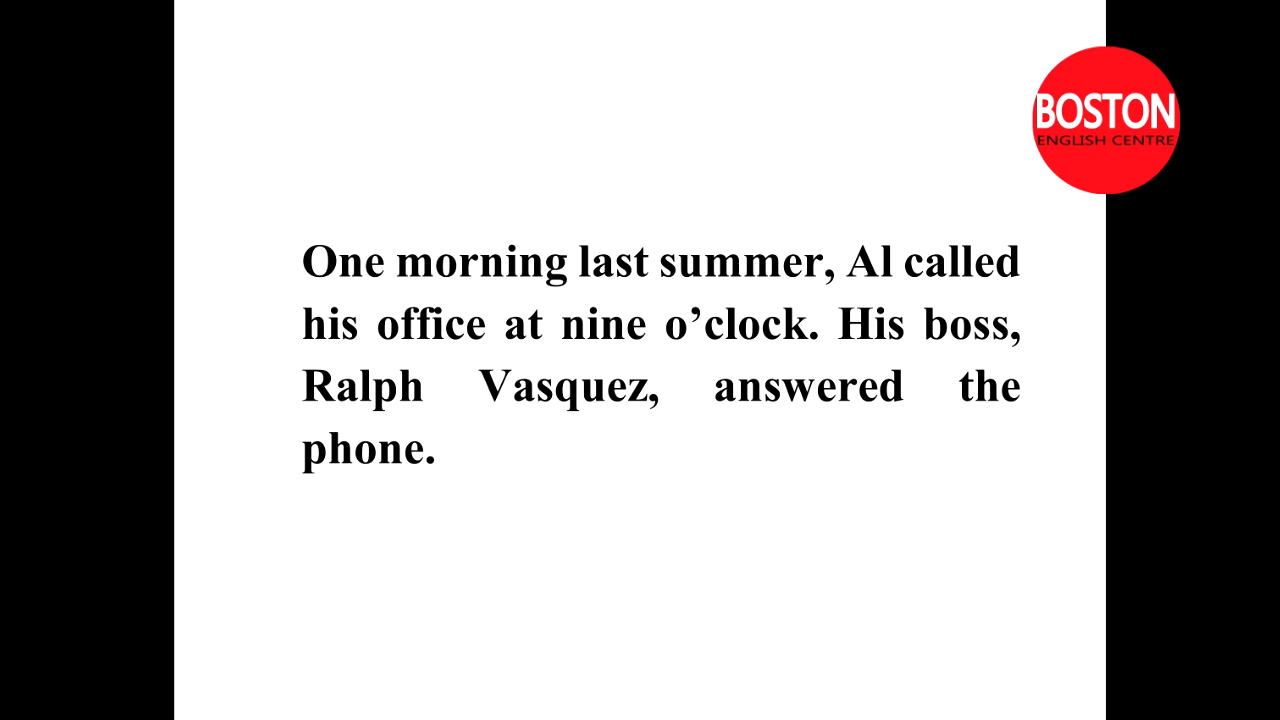 BOSTON
ENGLISH CENTRE
One morning last summer, Al called
his office at nine o’clock. His boss,
Ralph Vasquez, answered the
phone.